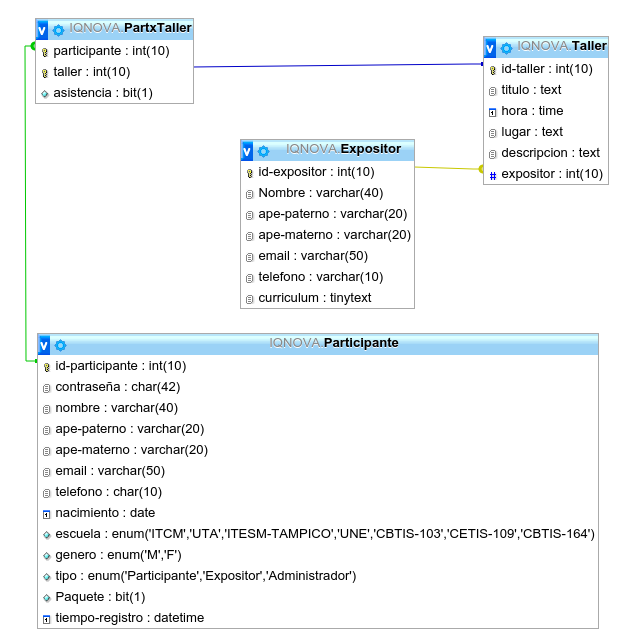 IQNOVA.PartxTaller
participante : int(10)
taller : int(10)
asistencia : bit(1)
IQNOVA.Taller
id-taller : int(10)
titulo : text
hora : time
lugar : text
descripcion : text
expositor : int(10)
IQNOVA.Expositor
id-expositor : int(10)
Nombre : varchar(40)
ape-paterno : varchar(20)
ape-materno : varchar(20)
email : varchar(50)
telefono : varchar(10)
curriculum : tinytext
IQNOVA.Participante
id-participante : int(10)
contraseña : char(42)
nombre : varchar(40)
ape-paterno : varchar(20)
ape-materno : varchar(20)
email : varchar(50)
telefono : char(10)
nacimiento : date
escuela : enum('ITCM','UTA','ITESM-TAMPICO','UNE','CBTIS-103','CETIS-109','CBTIS-164')
genero : enum('M','F')
tipo : enum('Participante','Expositor','Administrador')
Paquete : bit(1)
tiempo-registro : datetime